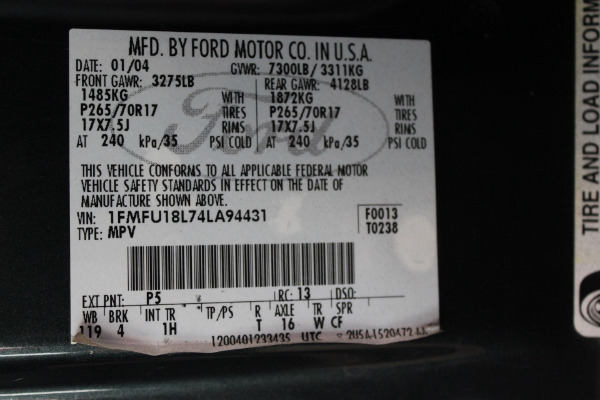 MFD. BY FORD MOTOR CO. IN U.S.A.
DATE: 01/04 GVWR: 7300LB/ 3311KG
FRONT GAWR: 3275LB REAR GAWR: 4128LB
1485KG WITH 1872KG WITH
P265/70R17 TIRES P265/70R17 TIRES
17X7.5J RIMS 17X7.5J RIMS
AT 240 kPa/35 PSI COLD AT 240 kPa/35 PSI COLD
Ford
THIS VEHICLE CONFORMS TO ALL APPLICABLE FEDERAL MOTOR
VEHICLE SAFETY STANDARDS IN EFFECT ON THE DATE OF
MANUFACTURE SHOWN ABOVE.
VIN: 1FMFU18L74LA94431 F0013
TYPE: MPV T0238
EXT PNT: P5 RC: 13 DSO:
WB BRK INT TR TP/PS R AXLE TR SPR
119 4 1H T 16 W CF
1200401233435 UTC
TIRE AND LOAD INFORM